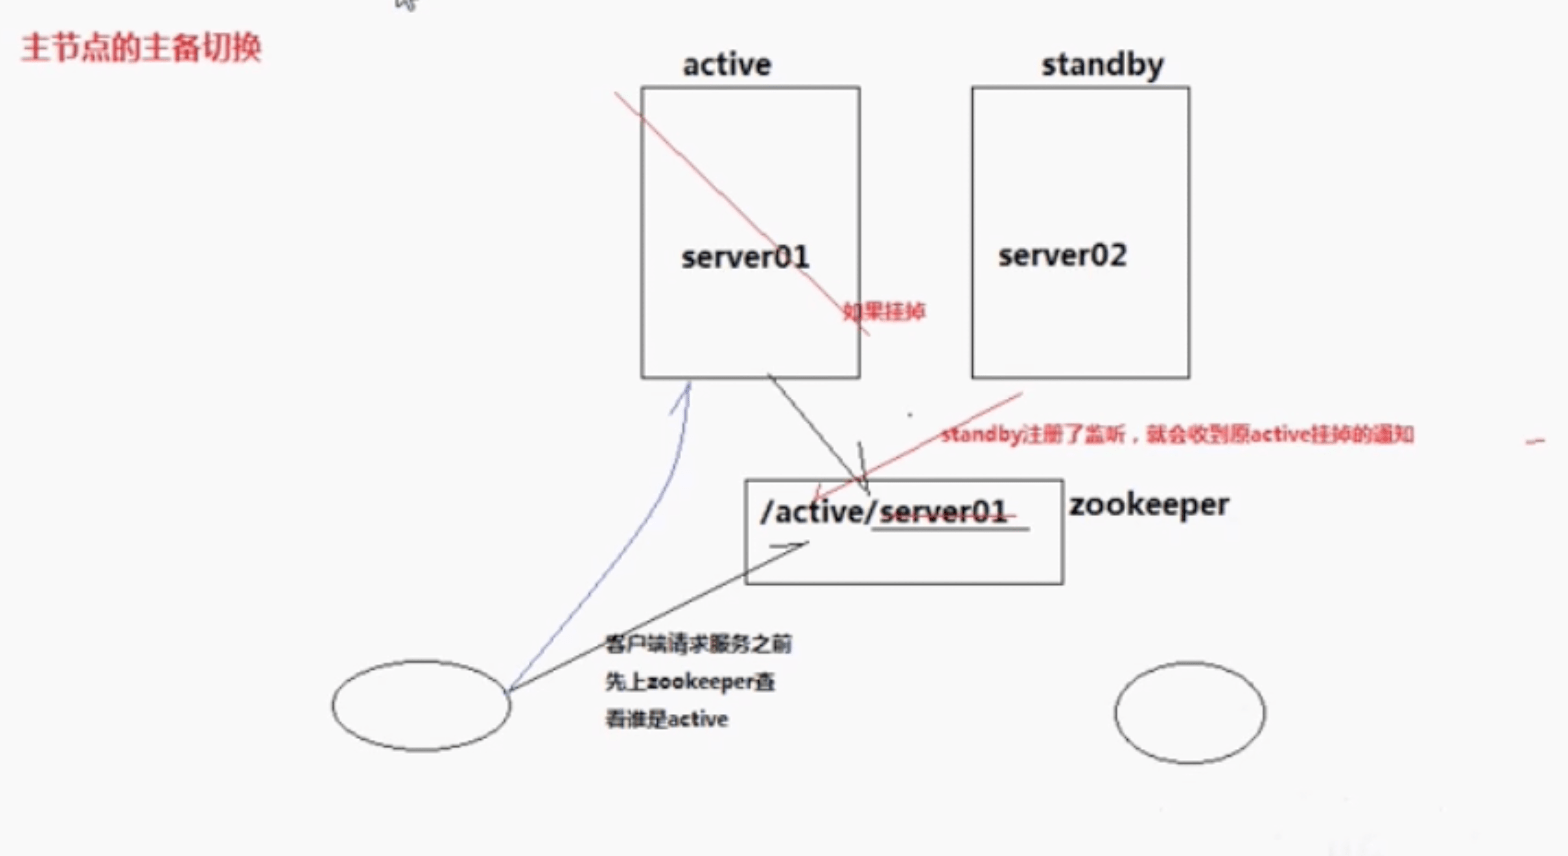 主节点的主备切换
active
standby
server01
server02
如果挂掉
standby注册了监听，就会收到原active挂掉的通知
/active/server01
zookeeper
客户端请求服务之前
先上zookeeper查
看谁是active